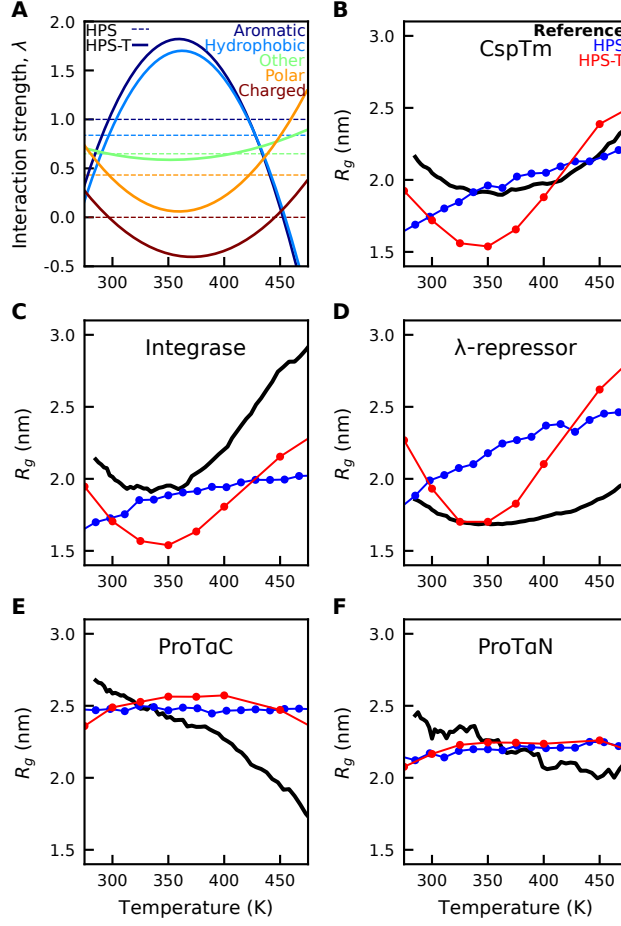 A
HPS
HPS-T
Aromatic
Hydrophobic
Other
Polar
Charged
Interaction strength, λ
2.0
1.5
1.0
0.5
0.0
-0.5
300 350 400 450
B
Reference
CspTm
HPS
HPS-T
Rg (nm)
3.0
2.5
2.0
1.5
300 350 400 450
C
Integrase
Rg (nm)
3.0
2.5
2.0
1.5
300 350 400 450
D
λ-repressor
Rg (nm)
3.0
2.5
2.0
1.5
300 350 400 450
E
ProTαC
Rg (nm)
3.0
2.5
2.0
1.5
300 350 400 450
Temperature (K)
F
ProTαN
Rg (nm)
3.0
2.5
2.0
1.5
300 350 400 450
Temperature (K)